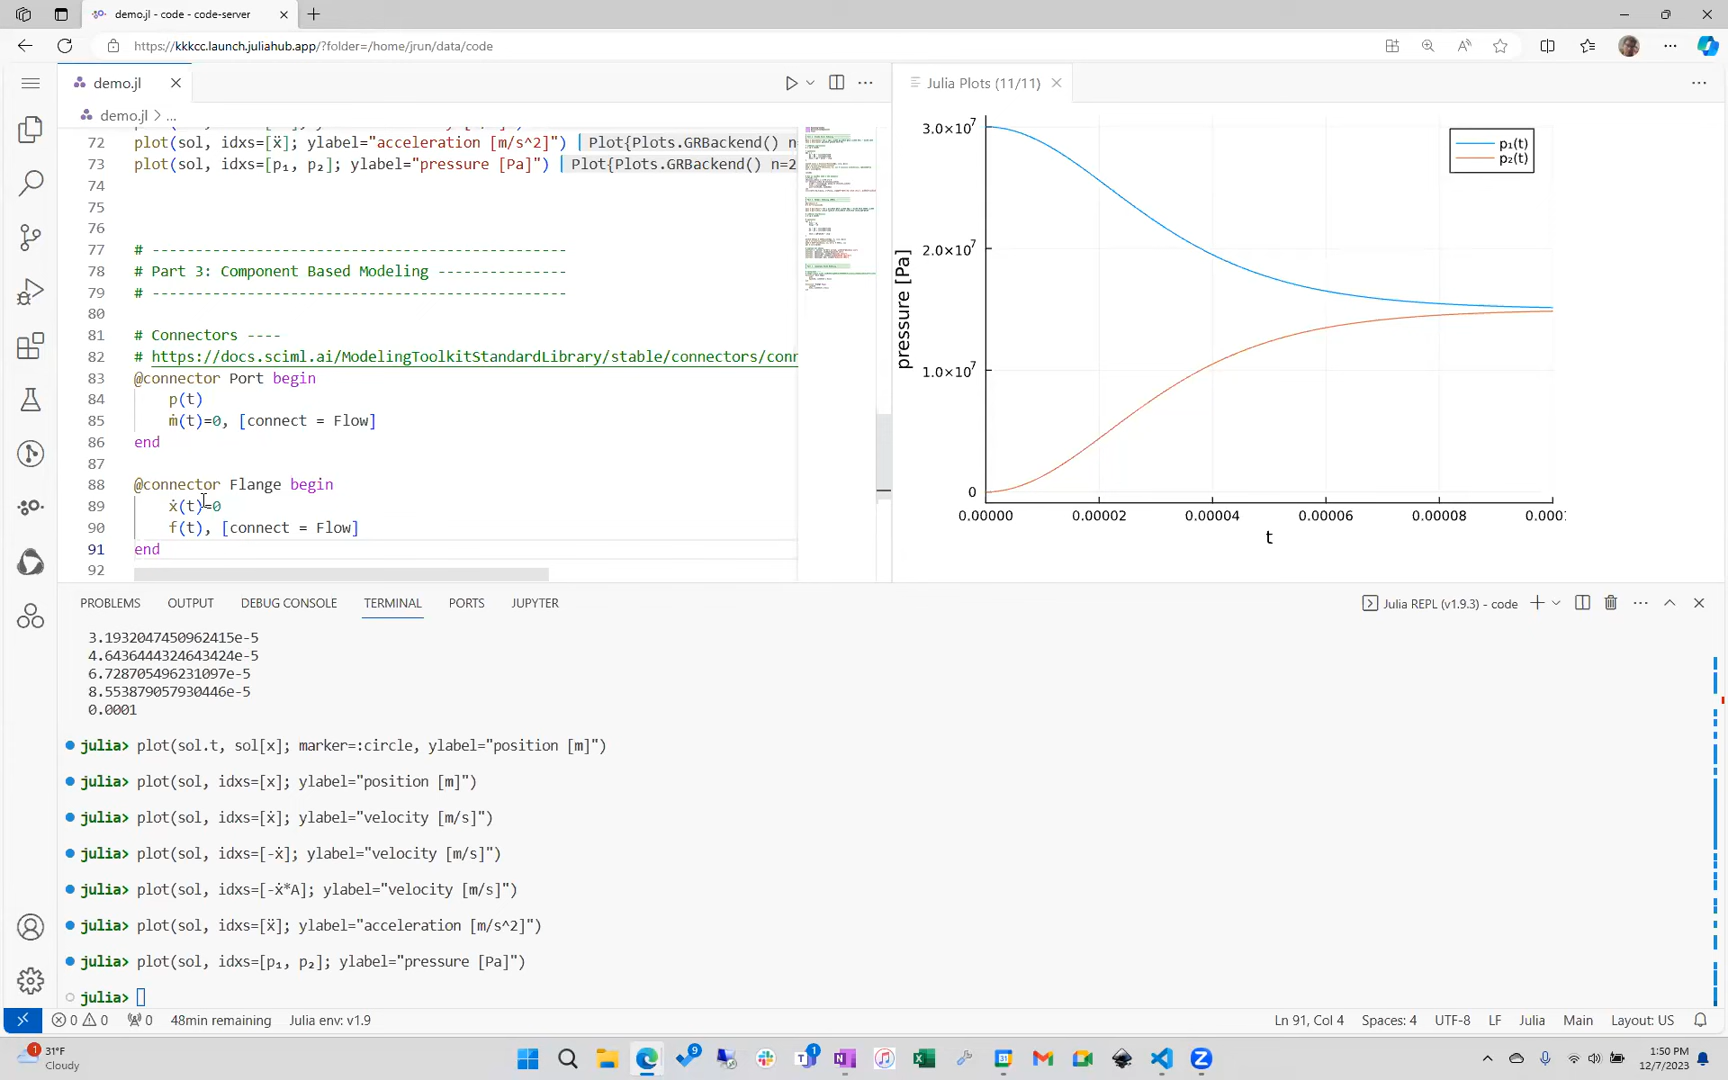 demo.jl - code - code-server
https://kkkcc.launch.juliahub.app/?folder=/home/jrun/data/code
demo.jl
demo.jl > ...
72 plot(sol, idxs=[ẍ]; ylabel="acceleration [m/s^2]") Plot{Plots.GRBackend() n
73 plot(sol, idxs=[p₁, p₂]; ylabel="pressure [Pa]") Plot{Plots.GRBackend() n=2
74
75
76
77 # ------------------------------------------------
78 # Part 3: Component Based Modeling ---------------
79 # ------------------------------------------------
80
81 # Connectors ----
82 # https://docs.sciml.ai/ModelingToolkitStandardLibrary/stable/connectors/conn
83 @connector Port begin
84 p(t)
85 ṁ(t)=0, [connect = Flow]
86 end
87
88 @connector Flange begin
89 ẋ(t)=0
90 f(t), [connect = Flow]
91 end
92
Julia Plots (11/11)
3.0×10⁷
2.0×10⁷
1.0×10⁷
0
pressure [Pa]
p₁(t)
p₂(t)
0.00000 0.00002 0.00004 0.00006 0.00008
t
PROBLEMS OUTPUT DEBUG CONSOLE TERMINAL PORTS JUPYTER
Julia REPL (v1.9.3) - code
3.1932047450962415e-5
4.6436444324643424e-5
6.728705496231097e-5
8.553879057930446e-5
0.0001
julia> plot(sol.t, sol[x]; marker=:circle, ylabel="position [m]")
julia> plot(sol, idxs=[x]; ylabel="position [m]")
julia> plot(sol, idxs=[ẋ]; ylabel="velocity [m/s]")
julia> plot(sol, idxs=[-ẋ]; ylabel="velocity [m/s]")
julia> plot(sol, idxs=[-ẋ*A]; ylabel="velocity [m/s]")
julia> plot(sol, idxs=[ẍ]; ylabel="acceleration [m/s^2]")
julia> plot(sol, idxs=[p₁, p₂]; ylabel="pressure [Pa]")
julia>
0 0 0 48min remaining Julia env: v1.9
Ln 91, Col 4 Spaces: 4 UTF-8 LF Julia Main Layout: US
1
31°F
Cloudy
9
1
1:50 PM
12/7/2023